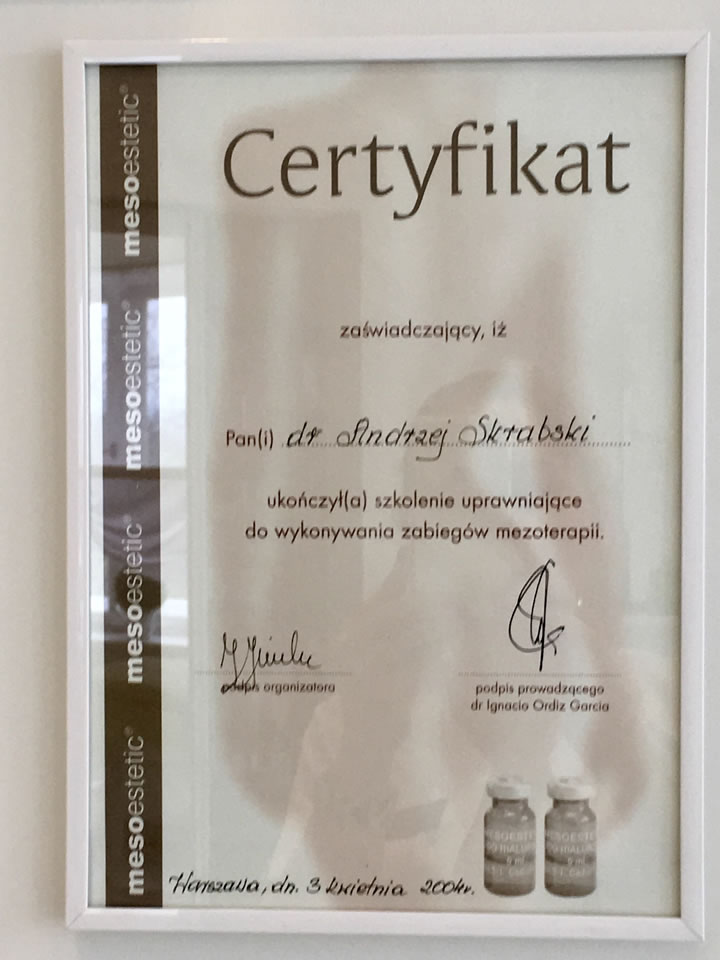 Certyfikat
zaświadczający, iż
Pan(i) dr Andrzej Skrabski
ukończył(a) szkolenie uprawniające
do wykonywania zabiegów mezoterapii.
podpis organizatora
podpis prowadzącego
dr Ignacio Ordiz Garcia
Warszawa, dn. 3 kwietnia 2004r.
mesoestetic®
mesoestetic®
mesoestetic®
mesoestetic®